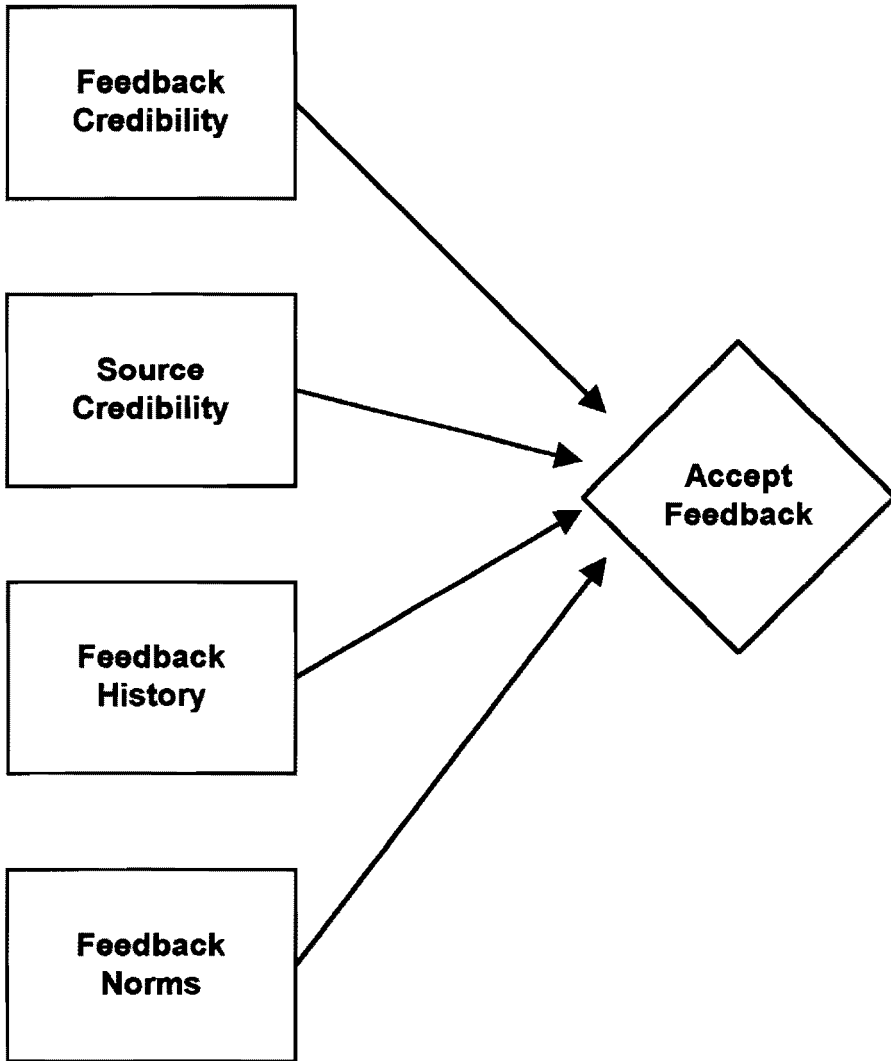 Feedback
Credibility
Source
Credibility
Feedback
History
Feedback
Norms
Accept
Feedback